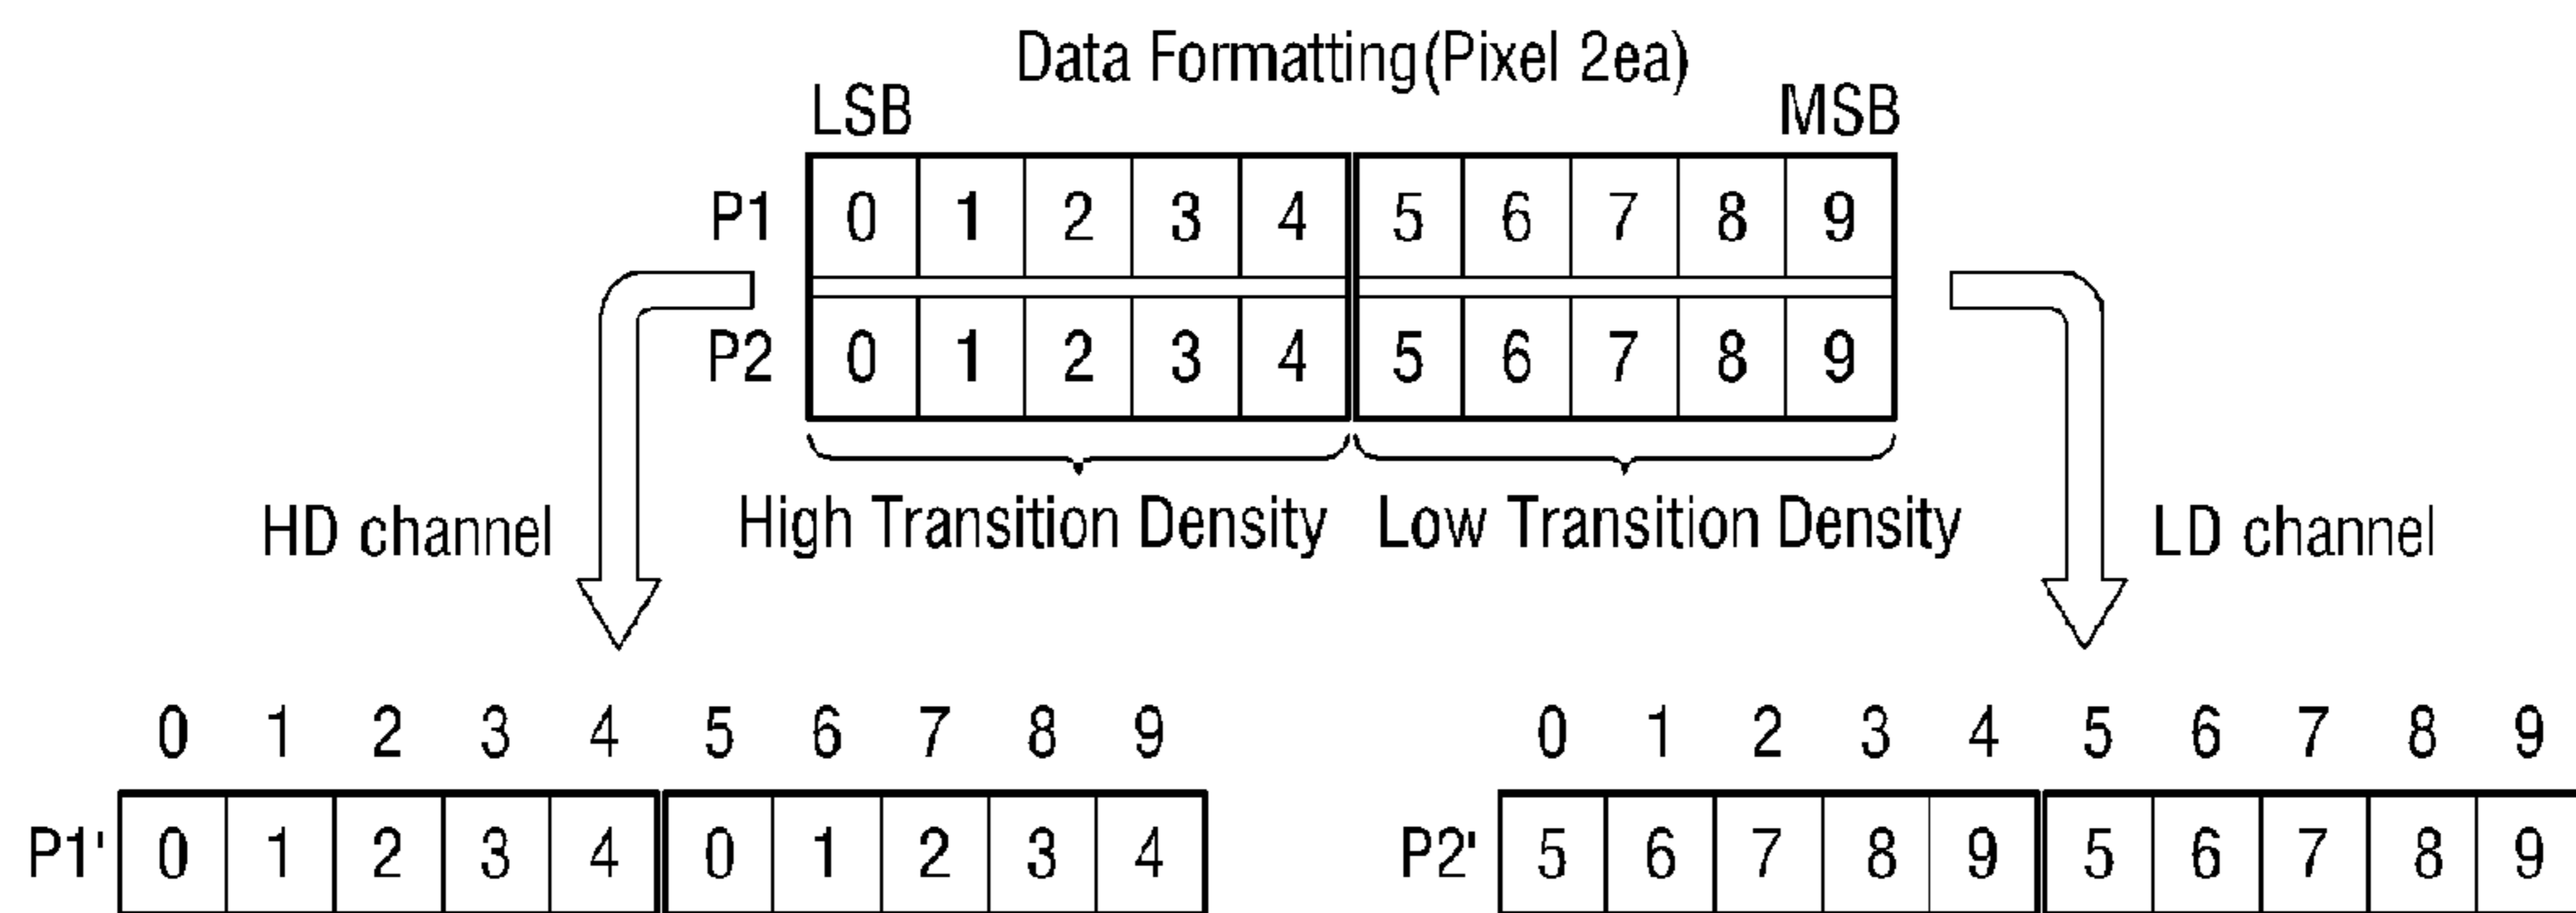 Data Formatting(Pixel 2ea)
LSB MSB
P1 0 1 2 3 4 5 6 7 8 9
P2 0 1 2 3 4 5 6 7 8 9
HD channel High Transition Density Low Transition Density LD channel
0 1 2 3 4 5 6 7 8 9 0 1 2 3 4 5 6 7 8 9
P1' 0 1 2 3 4 0 1 2 3 4 P2' 5 6 7 8 9 5 6 7 8 9